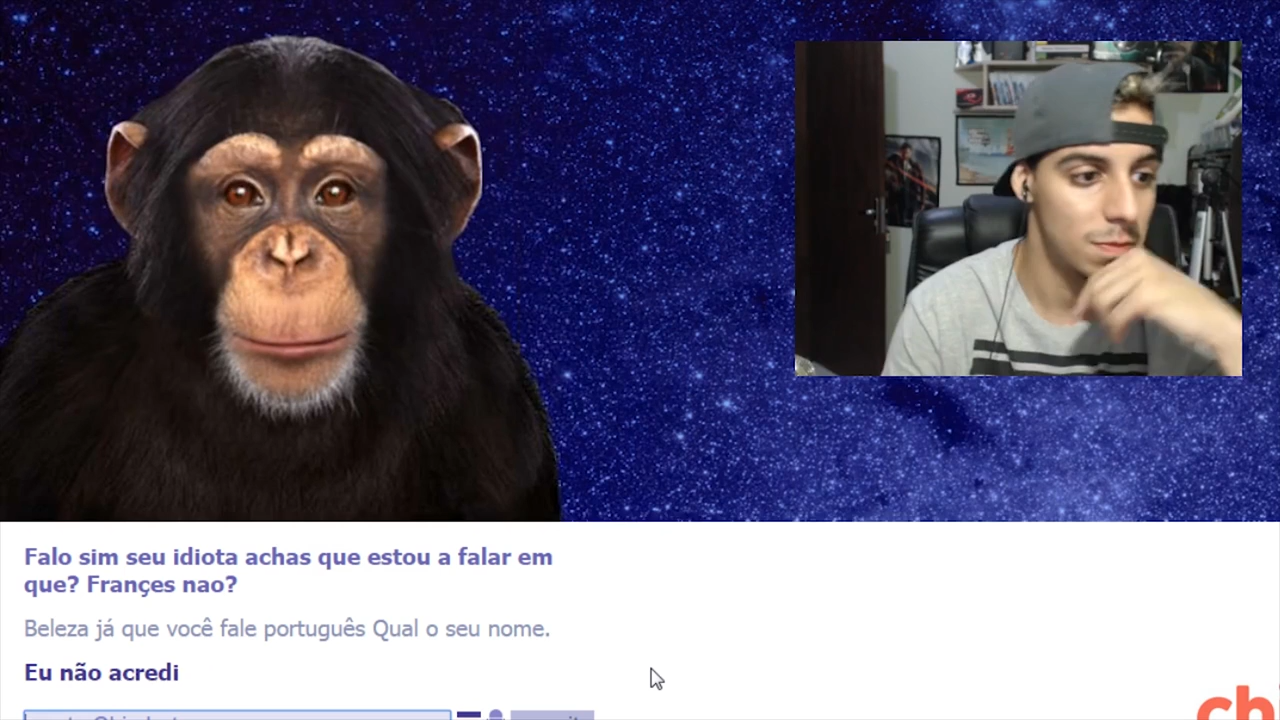 Falo sim seu idiota achas que estou a falar em
que? Françes nao?
Beleza já que você fale português Qual o seu nome.
Eu não acredi
ch